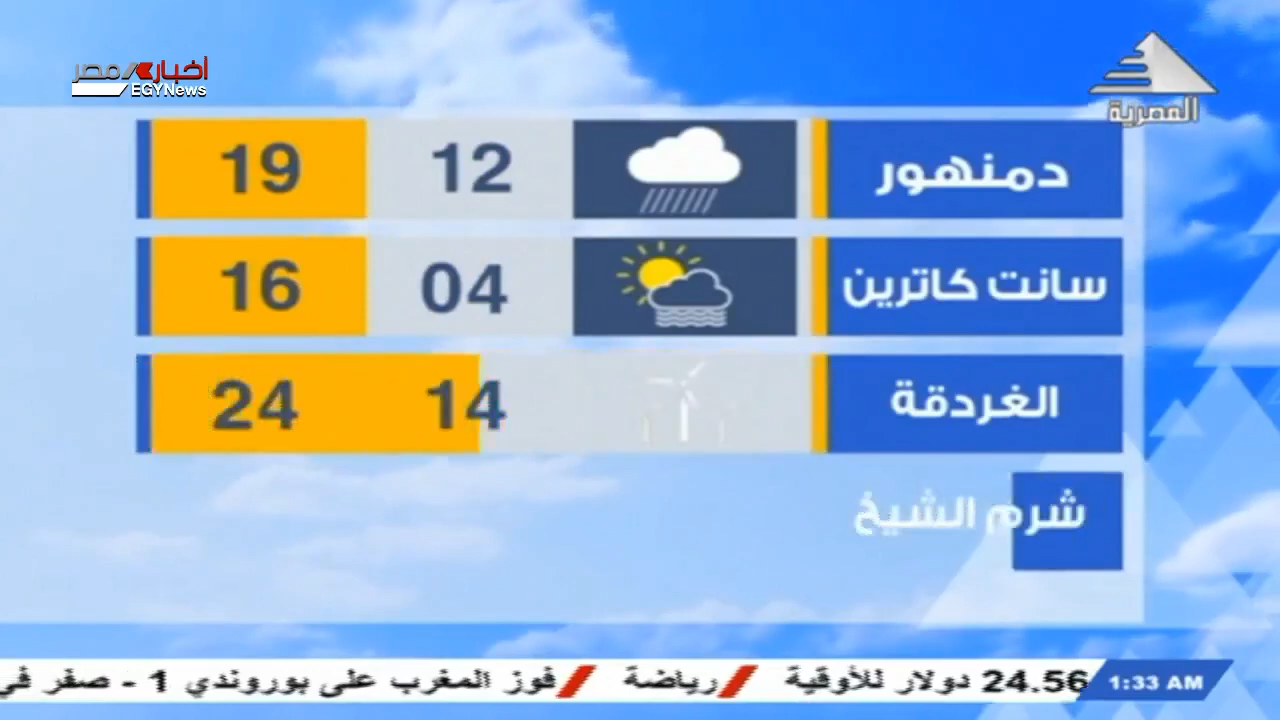 أخبار مصر
EGYNews
المصرية
دمنهور 12 19
سانت كاترين 04 16
الغردقة 14 24
شرم الشيخ
1:33 AM
24.56 دولار للأوقية / رياضة / فوز المغرب على بوروندي 1 - صفر في